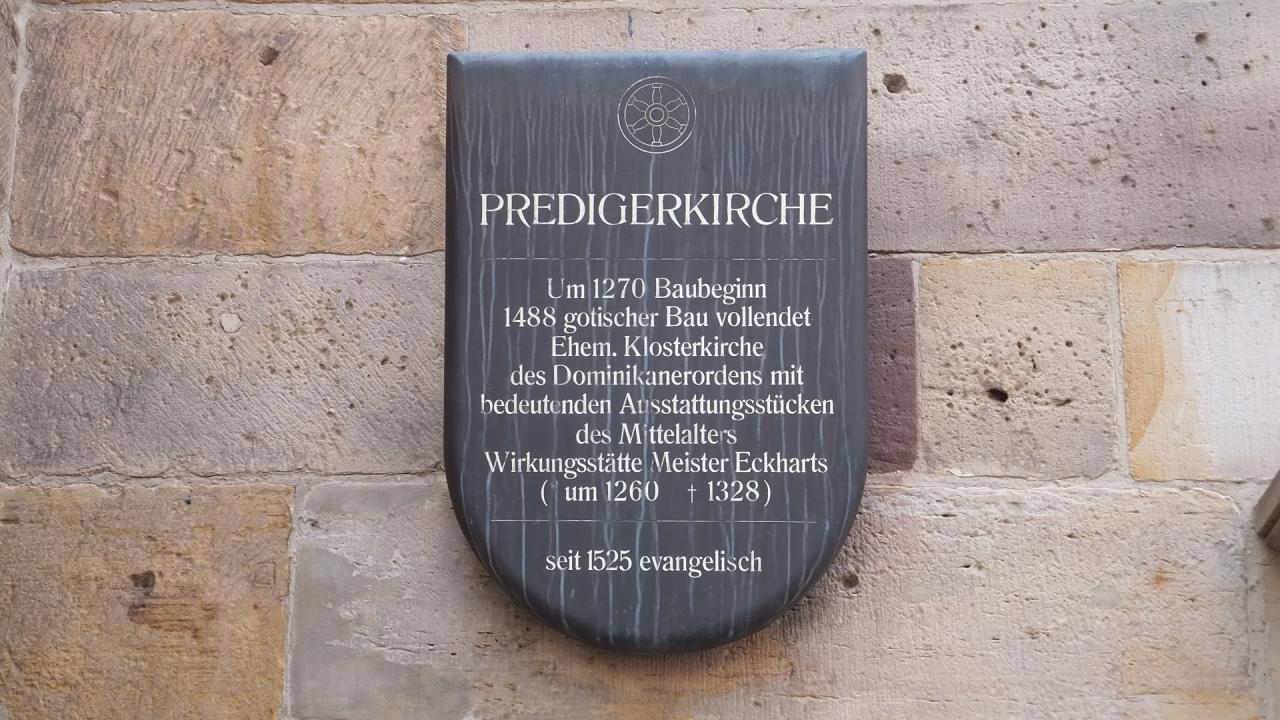 PREDIGERKIRCHE
Um 1270 Baubeginn
1488 gotischer Bau vollendet
Ehem. Klosterkirche
des Dominikanerordens mit
bedeutenden Ausstattungsstücken
des Mittelalters
Wirkungsstätte Meister Eckharts
(* um 1260 † 1328)
seit 1525 evangelisch